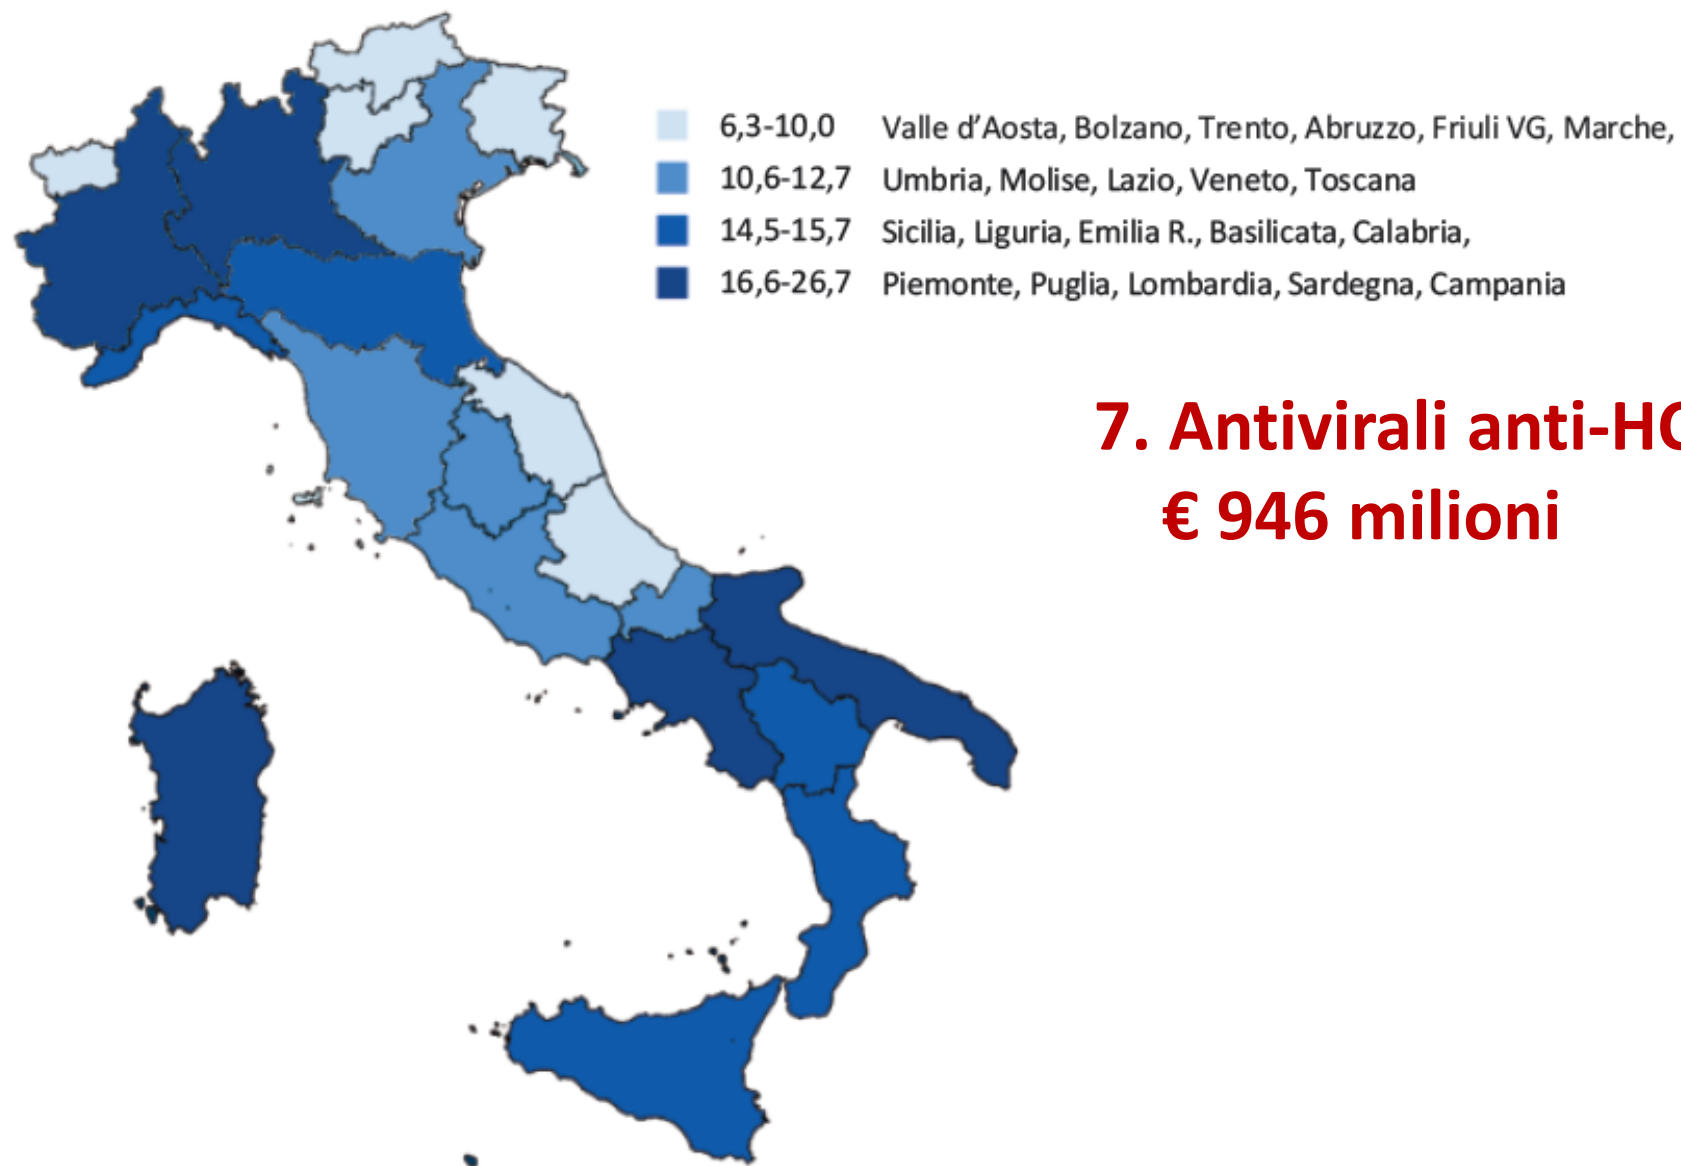 6,3-10,0 Valle d'Aosta, Bolzano, Trento, Abruzzo, Friuli VG, Marche,
10,6-12,7 Umbria, Molise, Lazio, Veneto, Toscana
14,5-15,7 Sicilia, Liguria, Emilia R., Basilicata, Calabria,
16,6-26,7 Piemonte, Puglia, Lombardia, Sardegna, Campania
7. Antivirali
€ 946 milioni